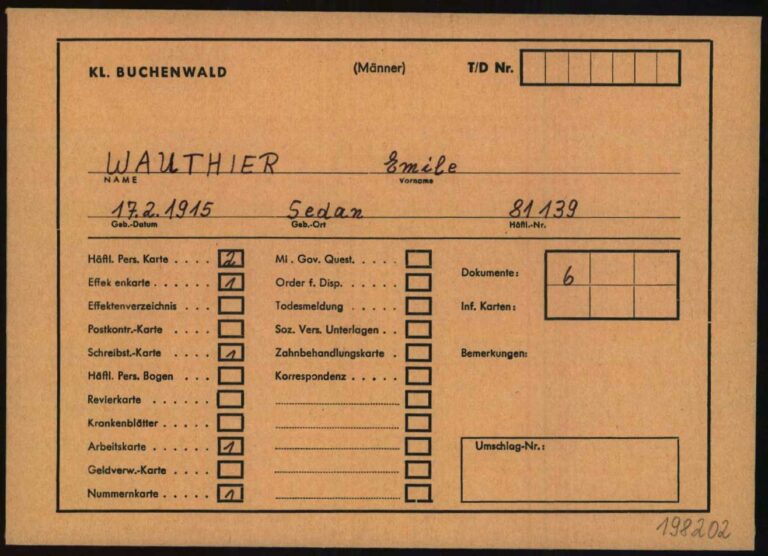 KL. BUCHENWALD (Männer) T/D Nr.
WAUTHIER Emile
NAME Vorname
17.2.1915 Sedan 81139
Geb.-Datum Geb.-Ort Häftl.-Nr.
Häftl. Pers. Karte . . . . 2 Mi . Gov. Quest. . . . . . Dokumente: 6
Effek enkarte . . . . . 1 Order f. Disp. . . . . . .
Effektenverzeichnis . . . Todesmeldung . . . . . Inf. Karten:
Postkontr.-Karte . . . . Soz. Vers. Unterlagen . .
Schreibst.-Karte . . . . 1 Zahnbehandlungskarte . Bemerkungen:
Häftl. Pers. Bogen . . . Korrespondenz . . . . .
Revierkarte . . . . . .
Krankenblätter . . . . .
Arbeitskarte . . . . . 1 Umschlag-Nr.:
Geldverw.-Karte . . . .
Nummernkarte . . . . . 1
198202